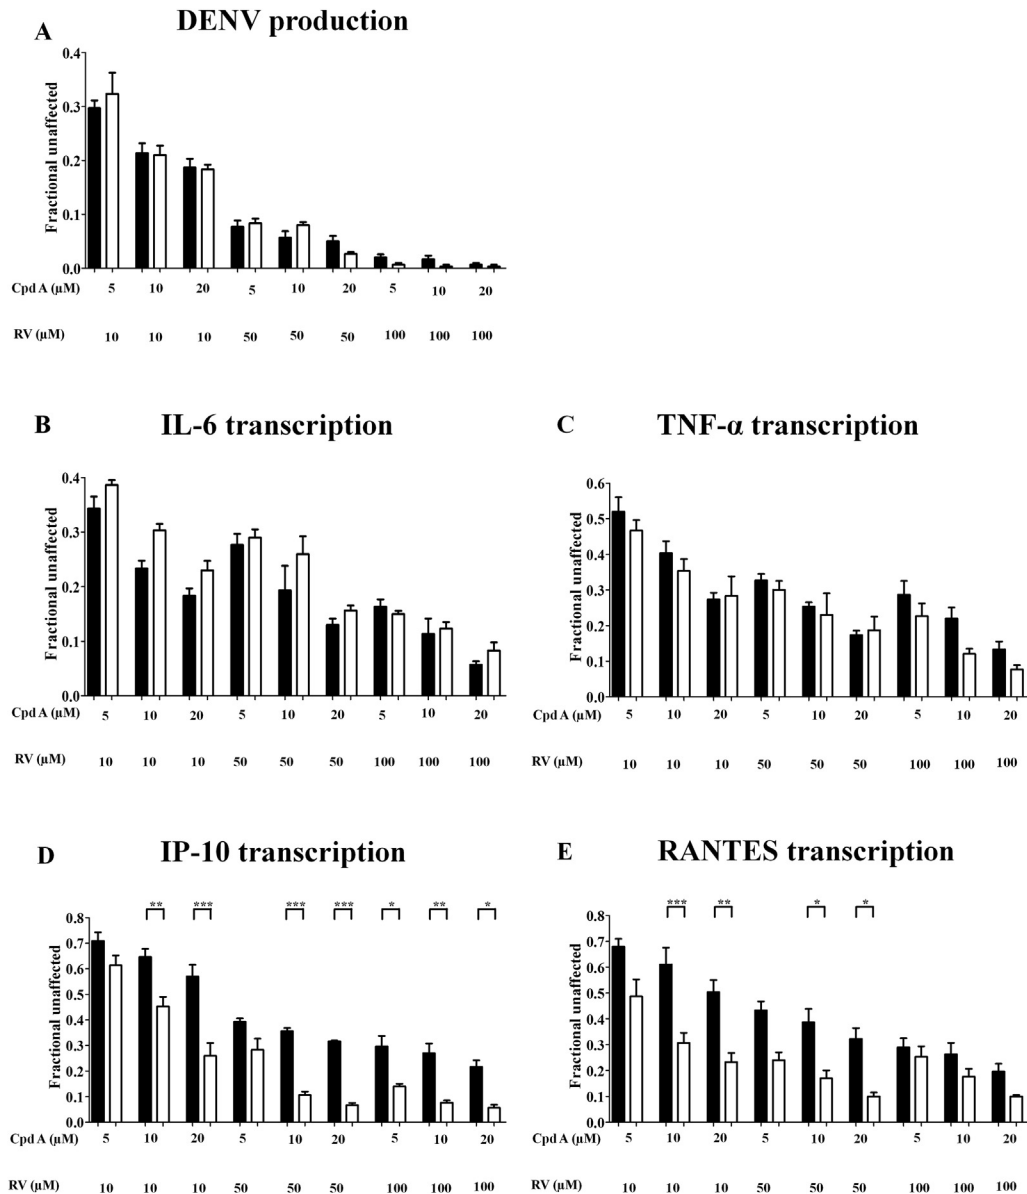 A
DENV production
Fractional unaffected
0.4
0.3
0.2
0.1
0.0
Cpd A (µM) 5 10 20 5 10 20 5 10 20
RV (µM) 10 10 10 50 50 50 100 100 100
B
IL-6 transcription
Fractional unaffected
0.4
0.3
0.2
0.1
0.0
Cpd A (µM) 5 10 20 5 10 20 5 10 20
RV (µM) 10 10 10 50 50 50 100 100 100
C
TNF-α transcription
Fractional unaffected
0.6
0.5
0.4
0.3
0.2
0.1
0.0
Cpd A (µM) 5 10 20 5 10 20 5 10 20
RV (µM) 10 10 10 50 50 50 100 100 100
D
IP-10 transcription
** *** *** *** * ** *
Fractional unaffected
0.8
0.7
0.6
0.5
0.4
0.3
0.2
0.1
0.0
Cpd A (µM) 5 10 20 5 10 20 5 10 20
RV (µM) 10 10 10 50 50 50 100 100 100
E
RANTES transcription
*** ** * *
Fractional unaffected
0.8
0.7
0.6
0.5
0.4
0.3
0.2
0.1
0.0
Cpd A (µM) 5 10 20 5 10 20 5 10 20
RV (µM) 10 10 10 50 50 50 100 100 100